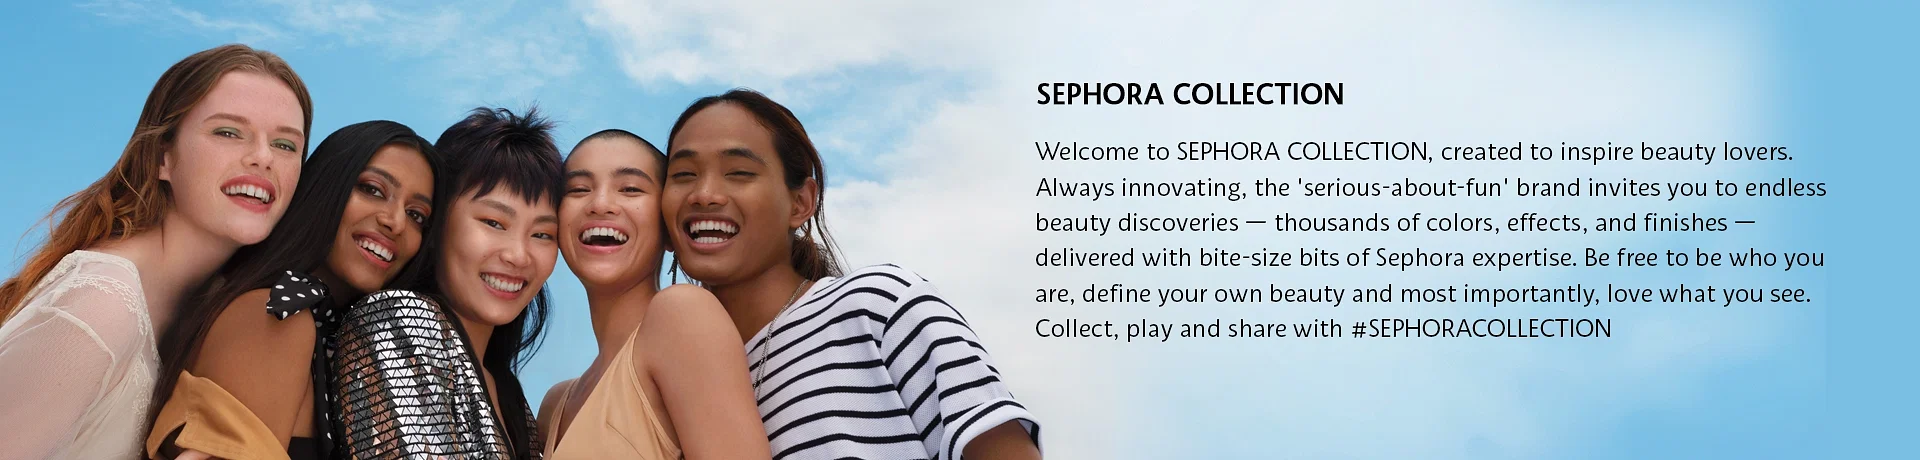 SEPHORA COLLECTION
Welcome to SEPHORA COLLECTION, created to inspire beauty lovers.
Always innovating, the 'serious-about-fun' brand invites you to endless
beauty discoveries — thousands of colors, effects, and finishes —
delivered with bite-size bits of Sephora expertise. Be free to be who you
are, define your own beauty and most importantly, love what you see.
Collect, play and share with #SEPHORACOLLECTION